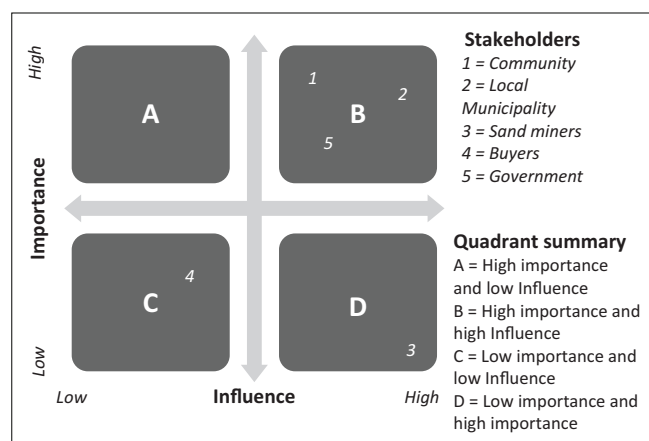 High
Importance
Low
A
B
1
2
5
C
4
D
3
Low
Influence
High
Stakeholders
1 = Community
2 = Local
Municipality
3 = Sand miners
4 = Buyers
5 = Government
Quadrant summary
A = High importance
and low Influence
B = High importance and
high Influence
C = Low importance and
low Influence
D = Low importance and
high importance